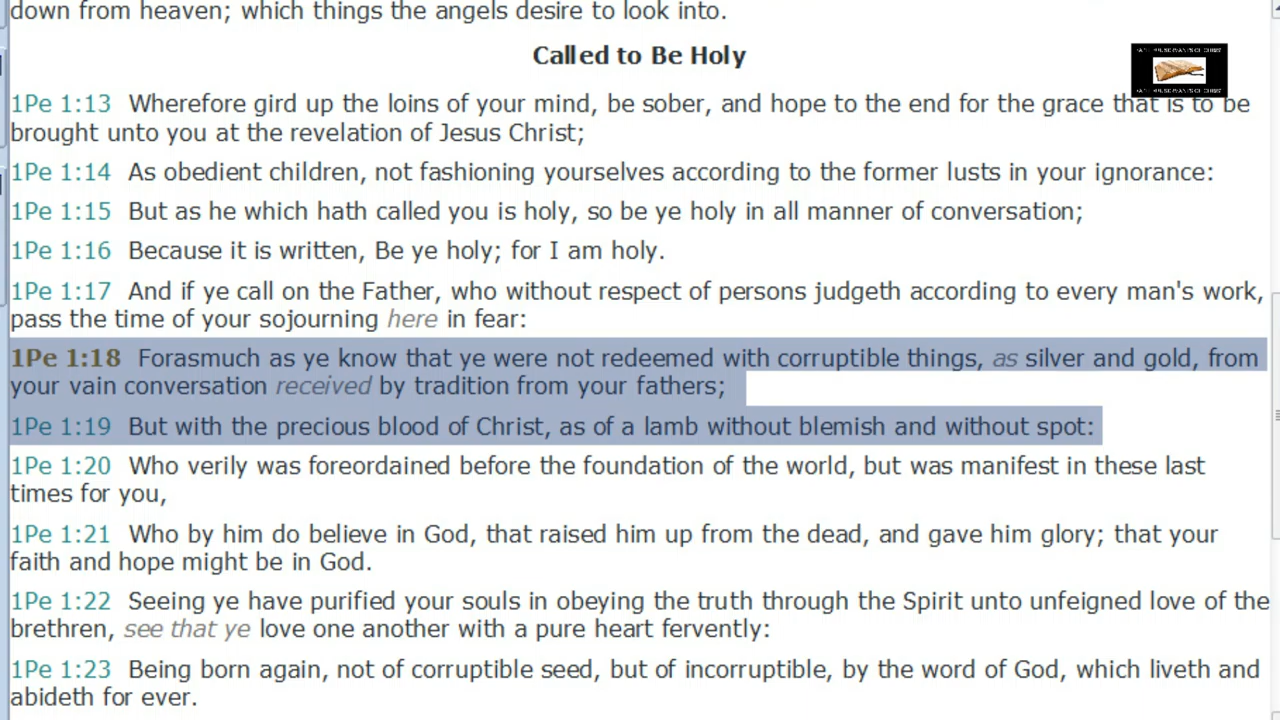 down from heaven; which things the angels desire to look into.
Called to Be Holy
1Pe 1:13 Wherefore gird up the loins of your mind, be sober, and hope to the end for the grace that is to be
brought unto you at the revelation of Jesus Christ;
1Pe 1:14 As obedient children, not fashioning yourselves according to the former lusts in your ignorance:
1Pe 1:15 But as he which hath called you is holy, so be ye holy in all manner of conversation;
1Pe 1:16 Because it is written, Be ye holy; for I am holy.
1Pe 1:17 And if ye call on the Father, who without respect of persons judgeth according to every man's work,
pass the time of your sojourning here in fear:
1Pe 1:18 Forasmuch as ye know that ye were not redeemed with corruptible things, as silver and gold, from
your vain conversation received by tradition from your fathers;
1Pe 1:19 But with the precious blood of Christ, as of a lamb without blemish and without spot:
1Pe 1:20 Who verily was foreordained before the foundation of the world, but was manifest in these last
times for you,
1Pe 1:21 Who by him do believe in God, that raised him up from the dead, and gave him glory; that your
faith and hope might be in God.
1Pe 1:22 Seeing ye have purified your souls in obeying the truth through the Spirit unto unfeigned love of the
brethren, see that ye love one another with a pure heart fervently:
1Pe 1:23 Being born again, not of corruptible seed, but of incorruptible, by the word of God, which liveth and
abideth for ever.